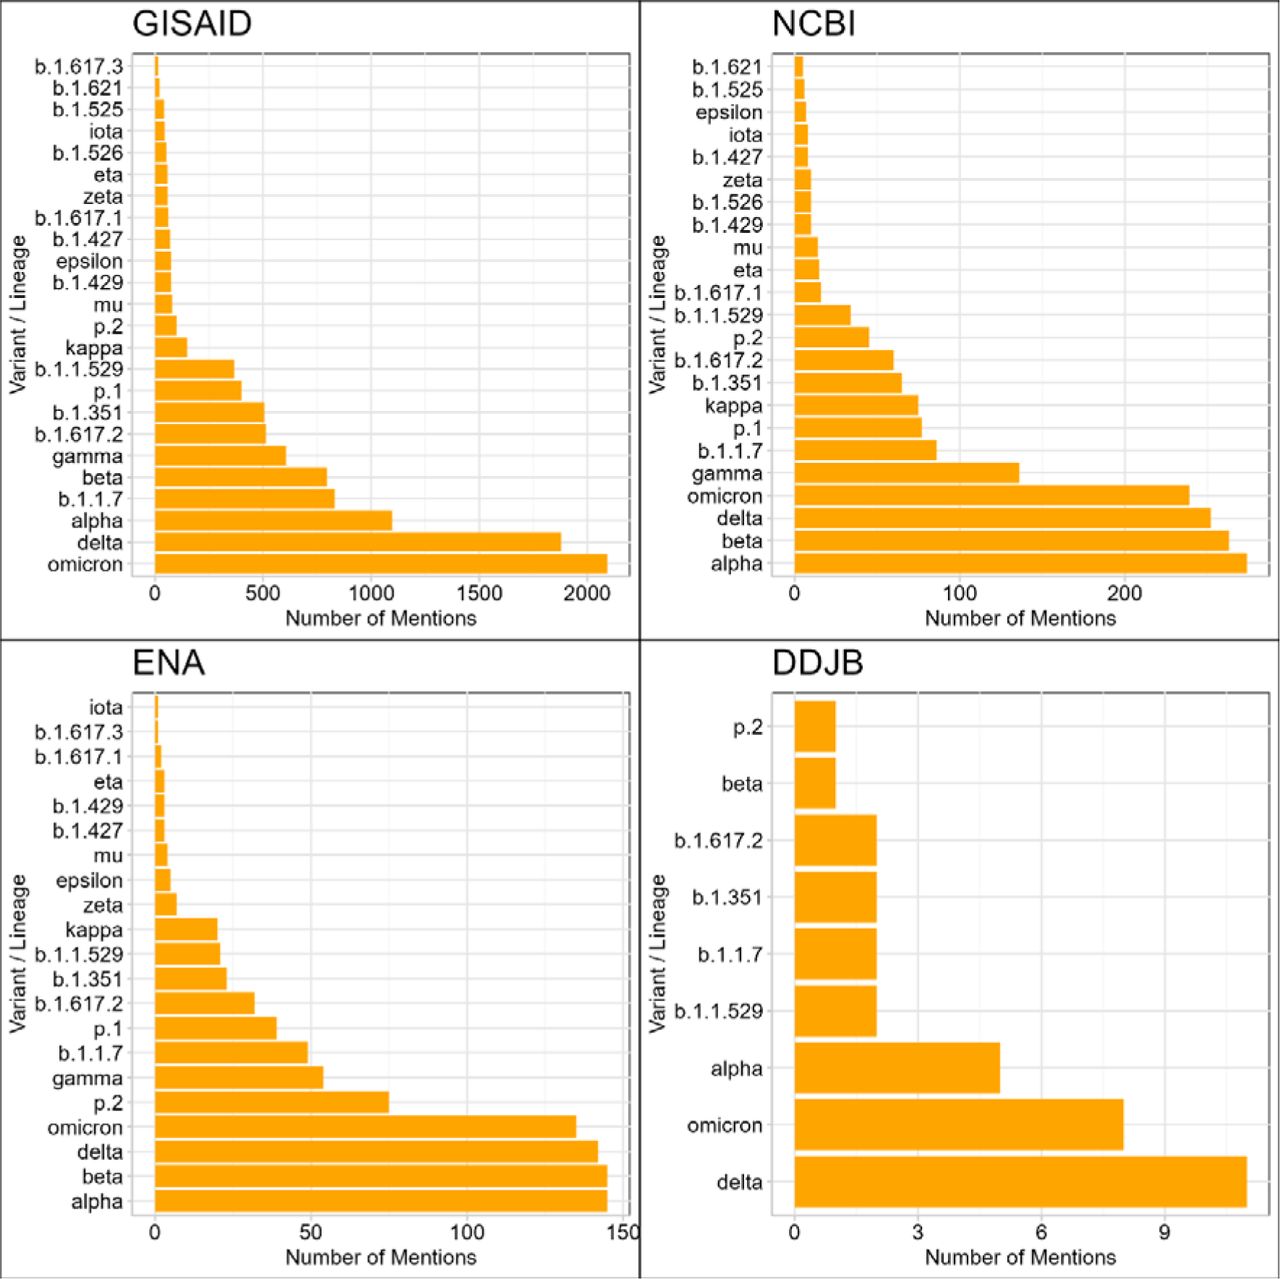 GISAID
Variant / Lineage
b.1.617.3
b.1.621
b.1.525
iota
b.1.526
eta
zeta
b.1.617.1
b.1.427
epsilon
b.1.429
mu
p.2
kappa
b.1.1.529
p.1
b.1.351
b.1.617.2
gamma
beta
b.1.1.7
alpha
delta
omicron
0 500 1000 1500 2000
Number of Mentions
NCBI
Variant / Lineage
b.1.621
b.1.525
epsilon
iota
b.1.427
zeta
b.1.526
b.1.429
mu
eta
b.1.617.1
b.1.1.529
p.2
b.1.617.2
b.1.351
kappa
p.1
b.1.1.7
gamma
omicron
delta
beta
alpha
0 100 200
Number of Mentions
ENA
Variant / Lineage
iota
b.1.617.3
b.1.617.1
eta
b.1.429
b.1.427
mu
epsilon
zeta
kappa
b.1.1.529
b.1.351
b.1.617.2
p.1
b.1.1.7
gamma
p.2
omicron
delta
beta
alpha
0 50 100 150
Number of Mentions
DDJB
Variant / Lineage
p.2
beta
b.1.617.2
b.1.351
b.1.1.7
b.1.1.529
alpha
omicron
delta
0 3 6 9
Number of Mentions